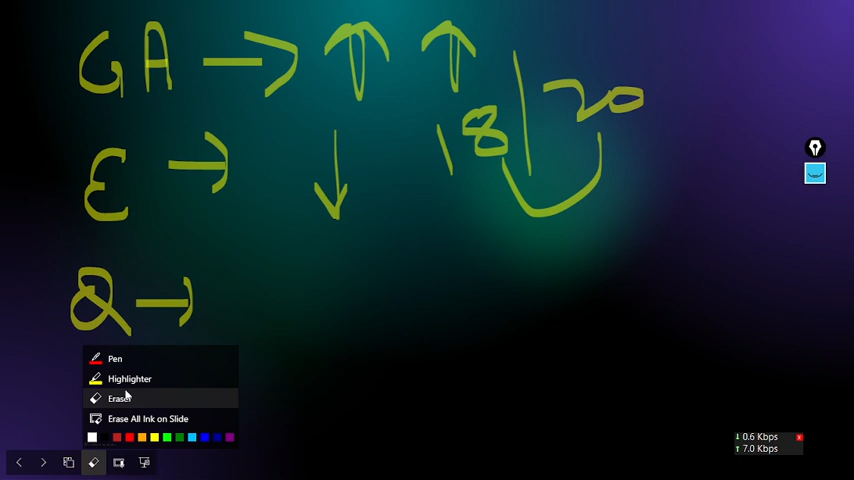 GA → ↑ ↑ 18 | 20
E → ↓
Q →
Pen
Highlighter
Eraser
Erase All Ink on Slide
↓ 0.6 Kbps x
↑ 7.0 Kbps